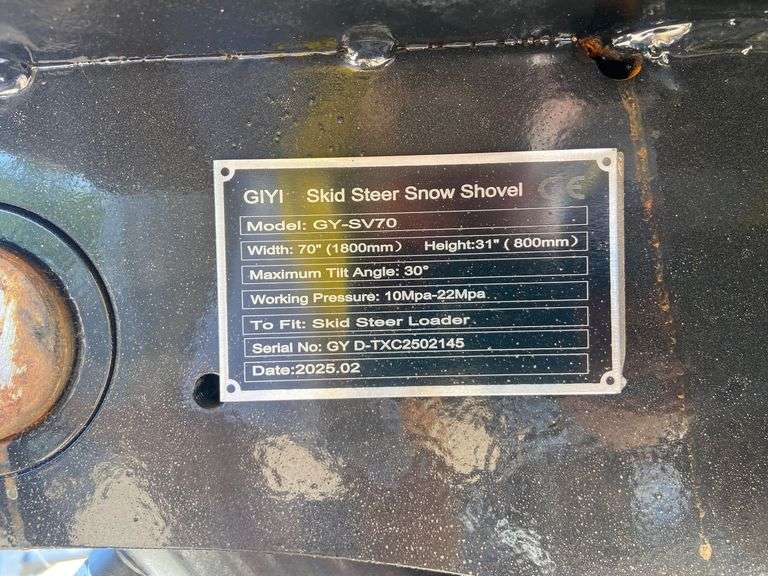 GIYI Skid Steer Snow Shovel CE
Model: GY-SV70
Width: 70" (1800mm) Height:31" ( 800mm)
Maximum Tilt Angle: 30°
Working Pressure: 10Mpa-22Mpa
To Fit: Skid Steer Loader
Serial No: GY D-TXC2502145
Date:2025.02